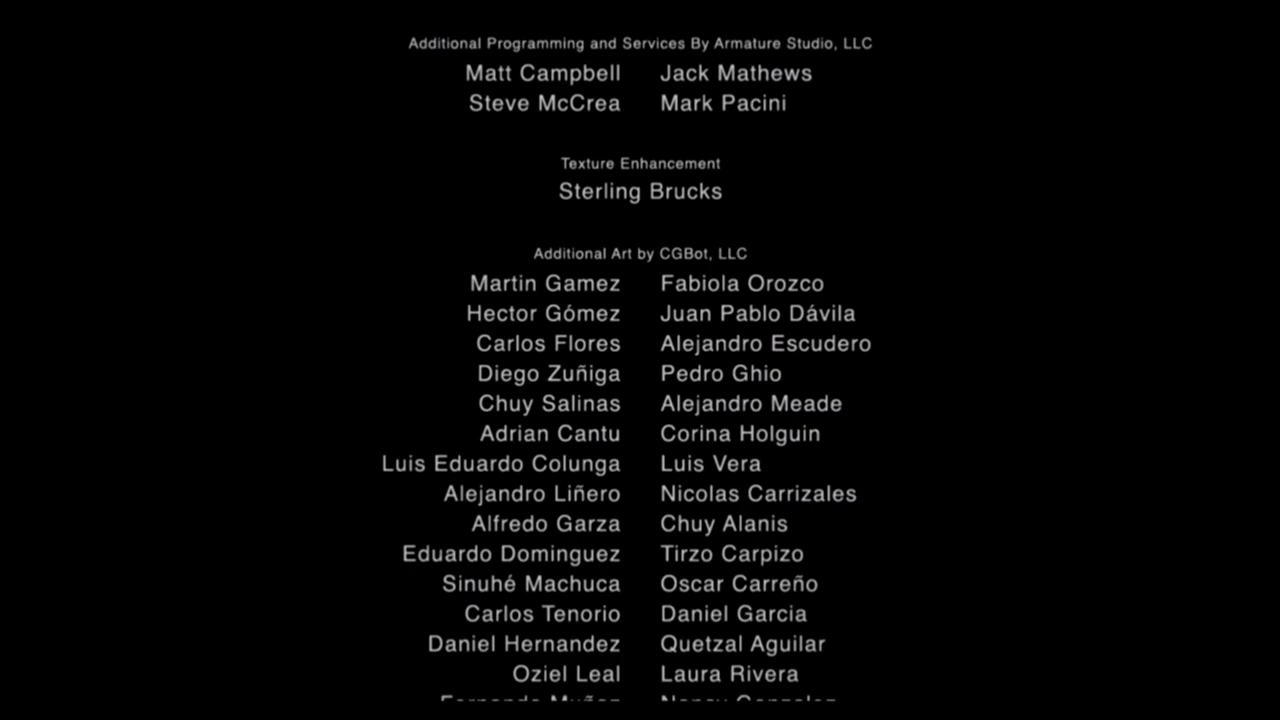 Additional Programming and Services By Armature Studio, LLC
Matt Campbell Jack Mathews
Steve McCrea Mark Pacini
Texture Enhancement
Sterling Brucks
Additional Art by CGBot, LLC
Martin Gamez Fabiola Orozco
Hector Gómez Juan Pablo Dávila
Carlos Flores Alejandro Escudero
Diego Zuñiga Pedro Ghio
Chuy Salinas Alejandro Meade
Adrian Cantu Corina Holguin
Luis Eduardo Colunga Luis Vera
Alejandro Liñero Nicolas Carrizales
Alfredo Garza Chuy Alanis
Eduardo Dominguez Tirzo Carpizo
Sinuhé Machuca Oscar Carreño
Carlos Tenorio Daniel Garcia
Daniel Hernandez Quetzal Aguilar
Oziel Leal Laura Rivera